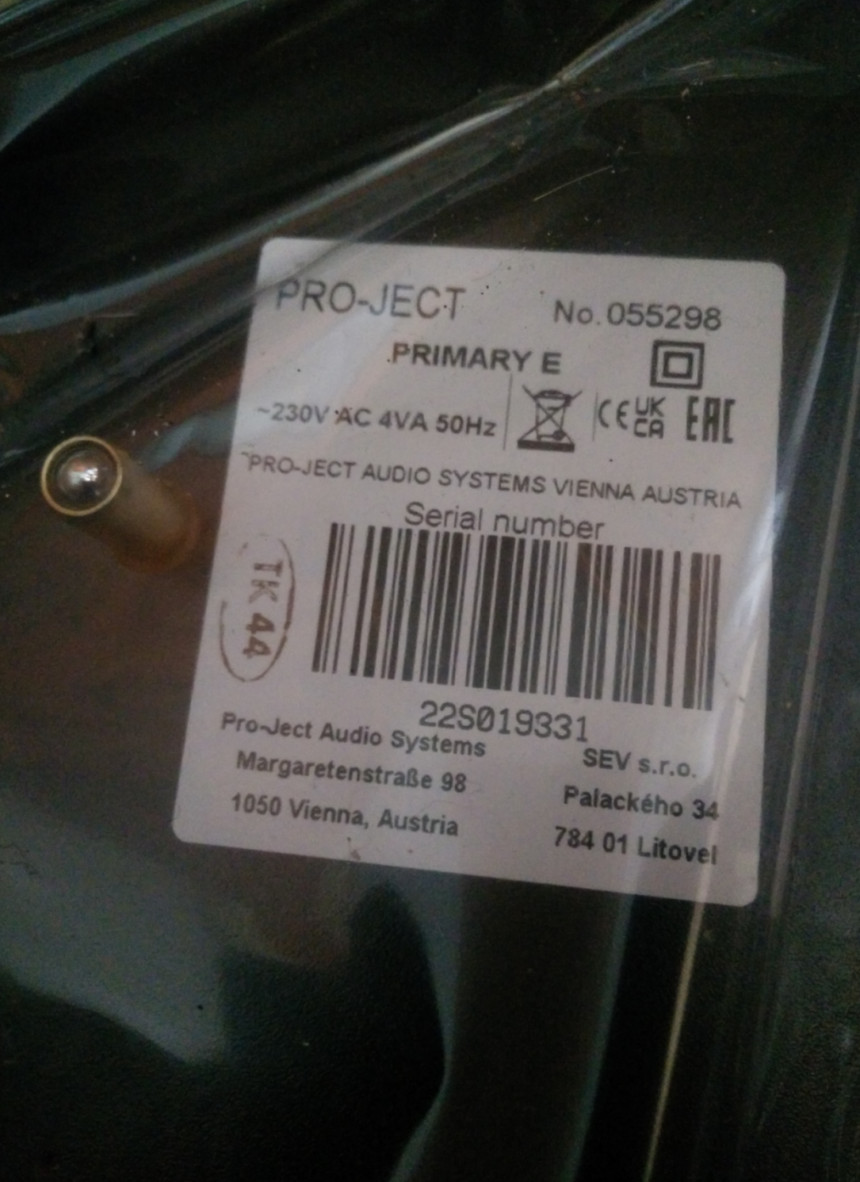 PRO-JECT No.055298
PRIMARY E
~230V AC 4VA 50Hz CE UK CA EAC
PRO-JECT AUDIO SYSTEMS VIENNA AUSTRIA
Serial number
TK 44
22S019331
Pro-Ject Audio Systems SEV s.r.o.
Margaretenstraße 98 Palackého 34
1050 Vienna, Austria 784 01 Litovel